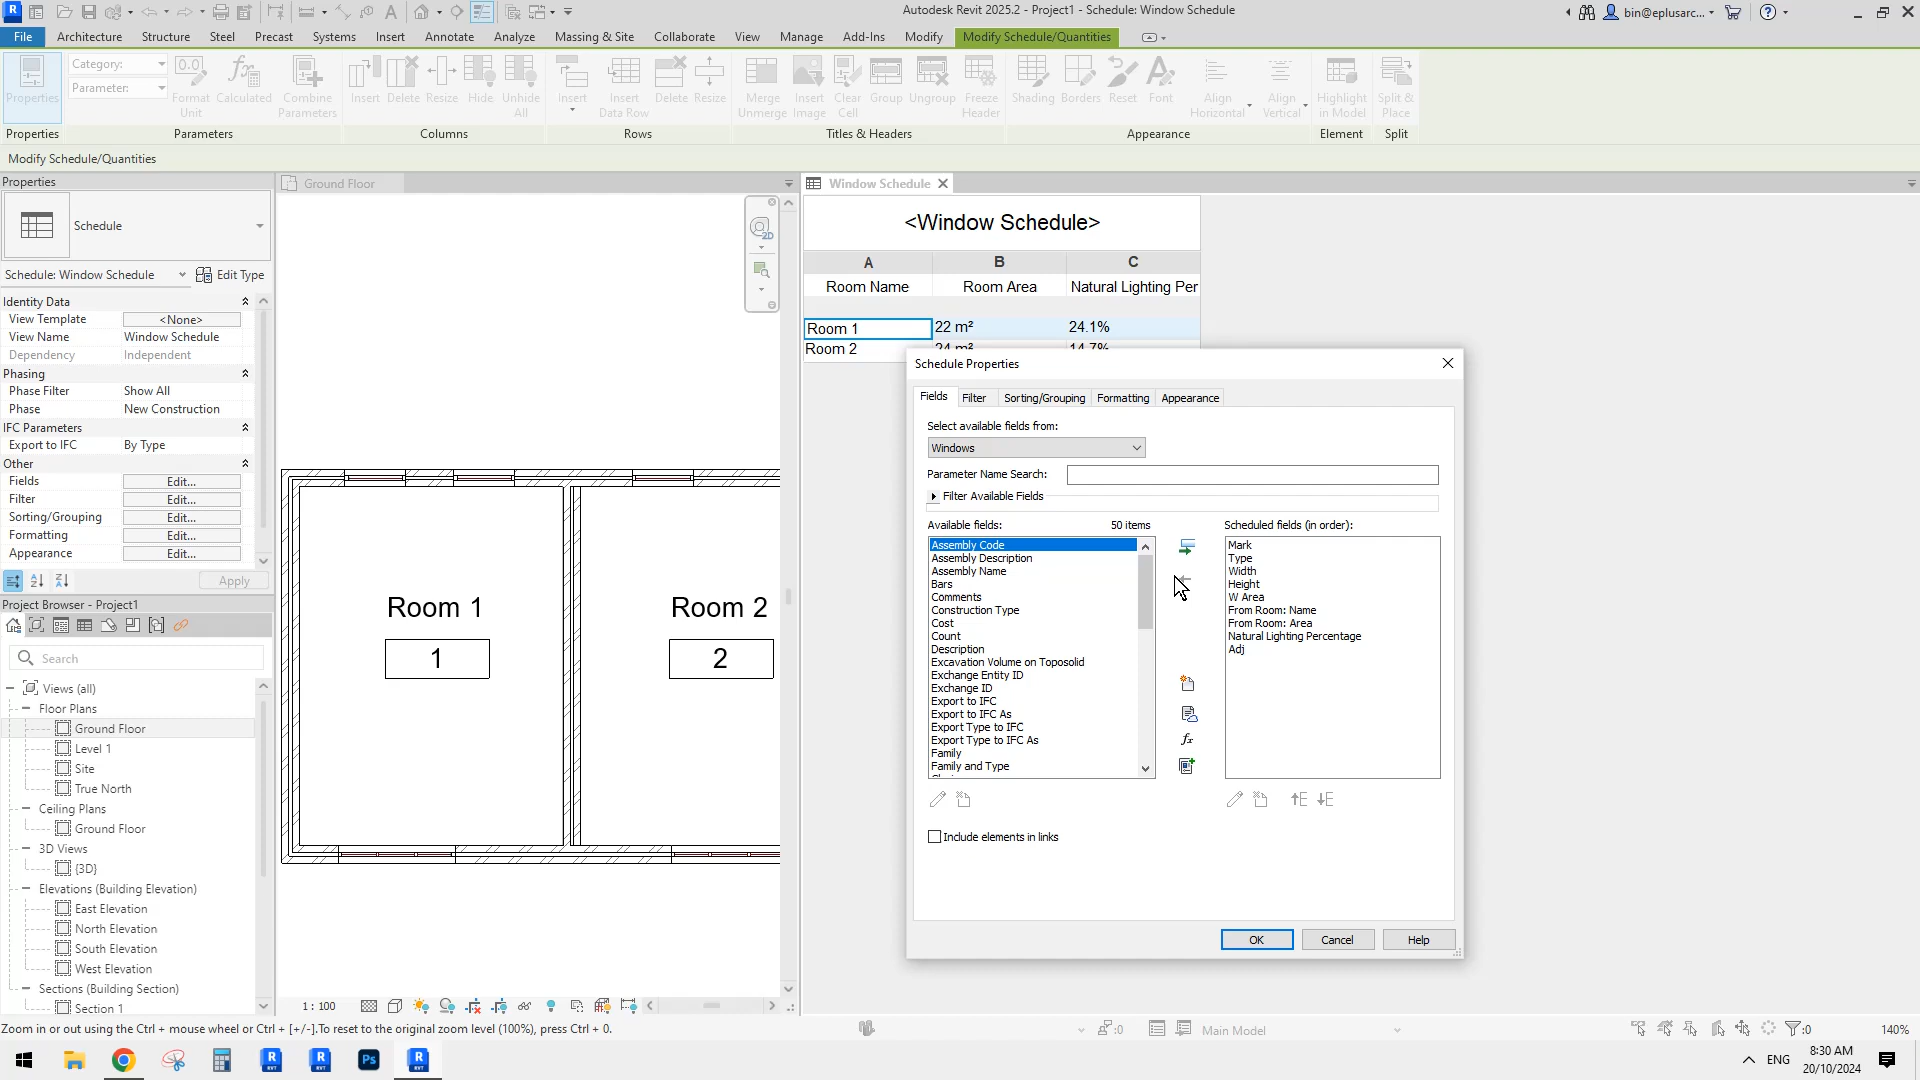 Autodesk Revit 2025.2 - Project1 - Schedule: Window Schedule
bin@eplusarc...
File Architecture Structure Steel Precast Systems Insert Annotate Analyze Massing & Site Collaborate View Manage Add-Ins Modify Modify Schedule/Quantities
Properties
Category:
Parameter:
Format Unit
Calculated
Combine Parameters
Insert Delete Resize Hide Unhide All
Insert
Insert Data Row
Delete Resize
Merge Unmerge
Insert Image
Clear Cell
Group Ungroup
Freeze Header
Shading Borders Reset Font
Align Horizontal
Align Vertical
Highlight in Model
Split & Place
Properties Parameters Columns Rows Titles & Headers Appearance Element Split
Modify Schedule/Quantities
Properties
Schedule
Schedule: Window Schedule
Edit Type
Identity Data
View Template <None>
View Name Window Schedule
Dependency Independent
Phasing
Phase Filter Show All
Phase New Construction
IFC Parameters
Export to IFC By Type
Other
Fields Edit...
Filter Edit...
Sorting/Grouping Edit...
Formatting Edit...
Appearance Edit...
Apply
Project Browser - Project1
Search
Views (all)
Floor Plans
Ground Floor
Level 1
Site
True North
Ceiling Plans
Ground Floor
3D Views
{3D}
Elevations (Building Elevation)
East Elevation
North Elevation
South Elevation
West Elevation
Sections (Building Section)
Section 1
Ground Floor
2D
Room 1
1
Room 2
2
1 : 100
Window Schedule
<Window Schedule>
A B C
Room Name Room Area Natural Lighting Per
Room 1 22 m² 24.1%
Room 2 24 m² 14.7%
Schedule Properties
Fields Filter Sorting/Grouping Formatting Appearance
Select available fields from:
Windows
Parameter Name Search:
Filter Available Fields
Available fields: 50 items
Assembly Code
Assembly Description
Assembly Name
Bars
Comments
Construction Type
Cost
Count
Description
Excavation Volume on Toposolid
Exchange Entity ID
Exchange ID
Export to IFC
Export to IFC As
Export Type to IFC
Export Type to IFC As
Family
Family and Type
Scheduled fields (in order):
Mark
Type
Width
Height
W Area
From Room: Name
From Room: Area
Natural Lighting Percentage
Adj
Include elements in links
OK Cancel Help
Zoom in or out using the Ctrl + mouse wheel or Ctrl + [+/-].To reset to the original zoom level (100%), press Ctrl + 0.
:0
Main Model
:0
140%
ENG
8:30 AM
20/10/2024